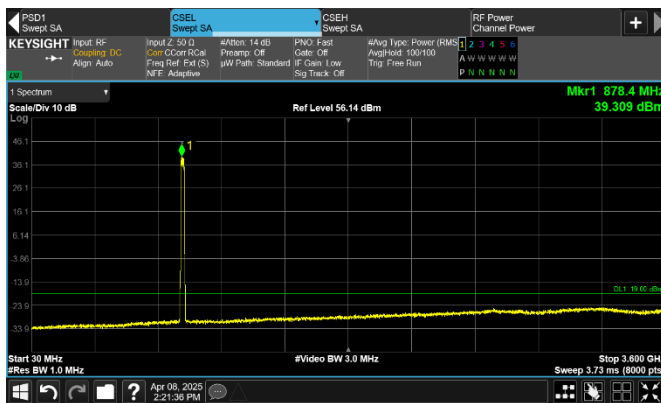 PSD1
Swept SA
CSEL
Swept SA
CSEH
Swept SA
RF Power
Channel Power
KEYSIGHT
Input: RF
Coupling: DC
Align: Auto
Input Z: 50 Ω
Corr CCorr RCal
Freq Ref: Ext (S)
NFE: Adaptive
#Atten: 14 dB
Preamp: Off
µW Path: Standard
PNO: Fast
Gate: Off
IF Gain: Low
Sig Track: Off
#Avg Type: Power (RMS
Avg|Hold: 100/100
Trig: Free Run
1 2 3 4 5 6
A W W W W W
P N N N N N
1 Spectrum
Scale/Div 10 dB
Ref Level 56.14 dBm
Mkr1 878.4 MHz
39.309 dBm
Log
46.1
36.1
26.1
16.1
6.14
-3.86
-13.9
-23.9
-33.9
1
Start 30 MHz
#Res BW 1.0 MHz
#Video BW 3.0 MHz
Stop 3.600 GH
Sweep 3.73 ms (8000 pts
Apr 08, 2025
2:21:36 PM